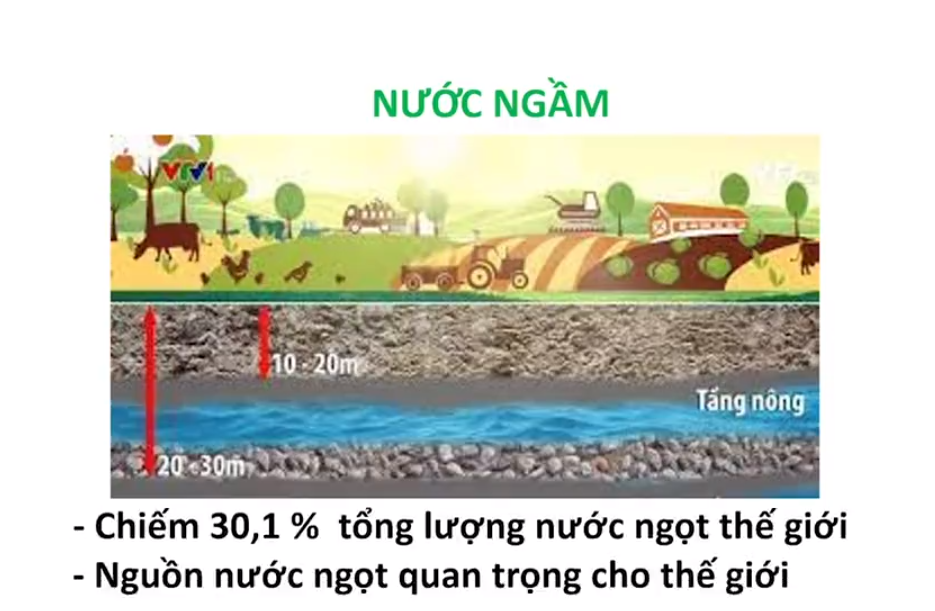 NƯỚC NGẦM
VTV1
10 - 20m
Tầng nông
20 - 30m
- Chiếm 30,1 % tổng lượng nước ngọt thế giới
- Nguồn nước ngọt quan trọng cho thế giới